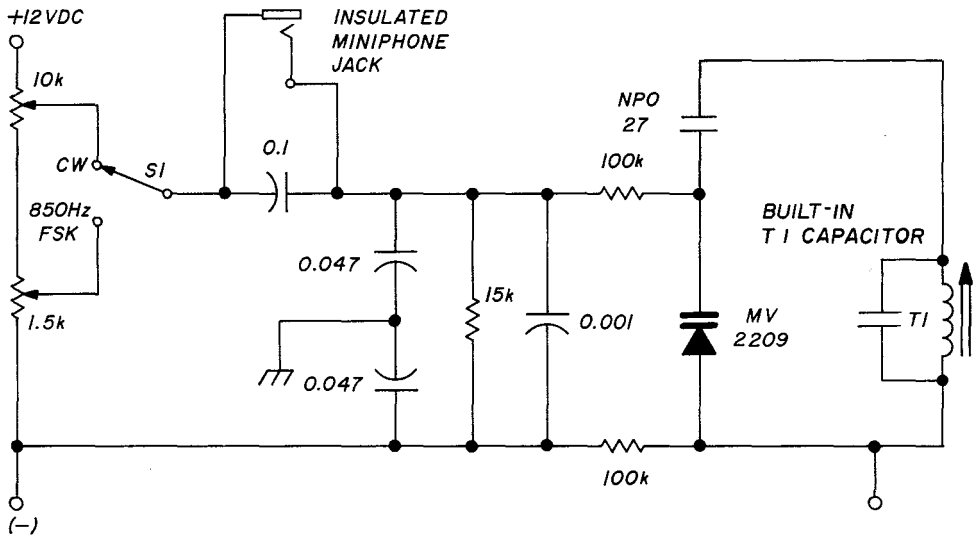 +12VDC
10k
CW
S1
850Hz
FSK
1.5k
(-)
INSULATED
MINIPHONE
JACK
0.1
0.047
0.047
15k
0.001
100k
100k
NPO
27
MV
2209
BUILT-IN
T1 CAPACITOR
T1